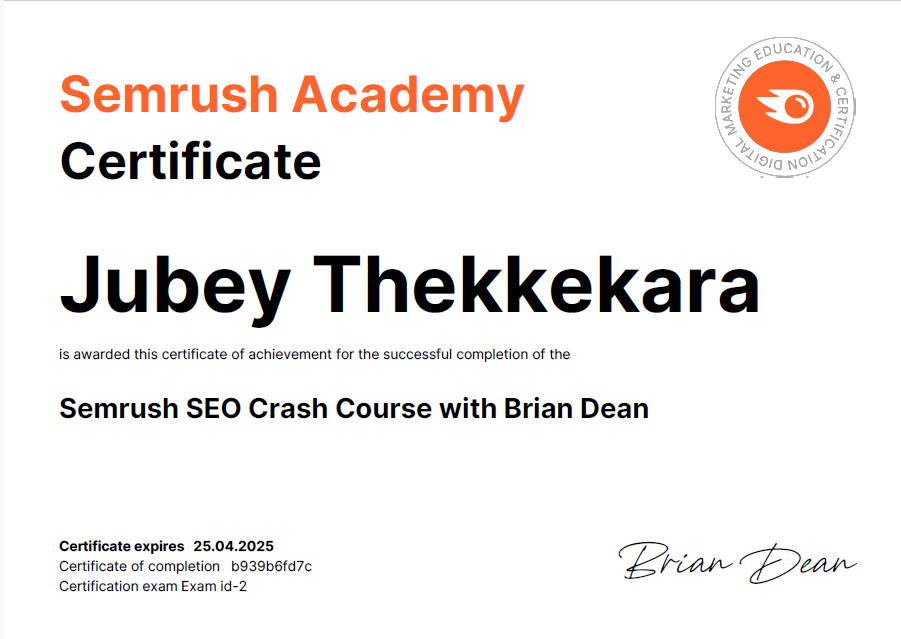 Semrush Academy
Certificate
DIGITAL MARKETING EDUCATION & CERTIFICATION
Jubey Thekkekara
is awarded this certificate of achievement for the successful completion of the
Semrush SEO Crash Course with Brian Dean
Certificate expires 25.04.2025
Certificate of completion b939b6fd7c
Certification exam Exam id-2
Brian Dean